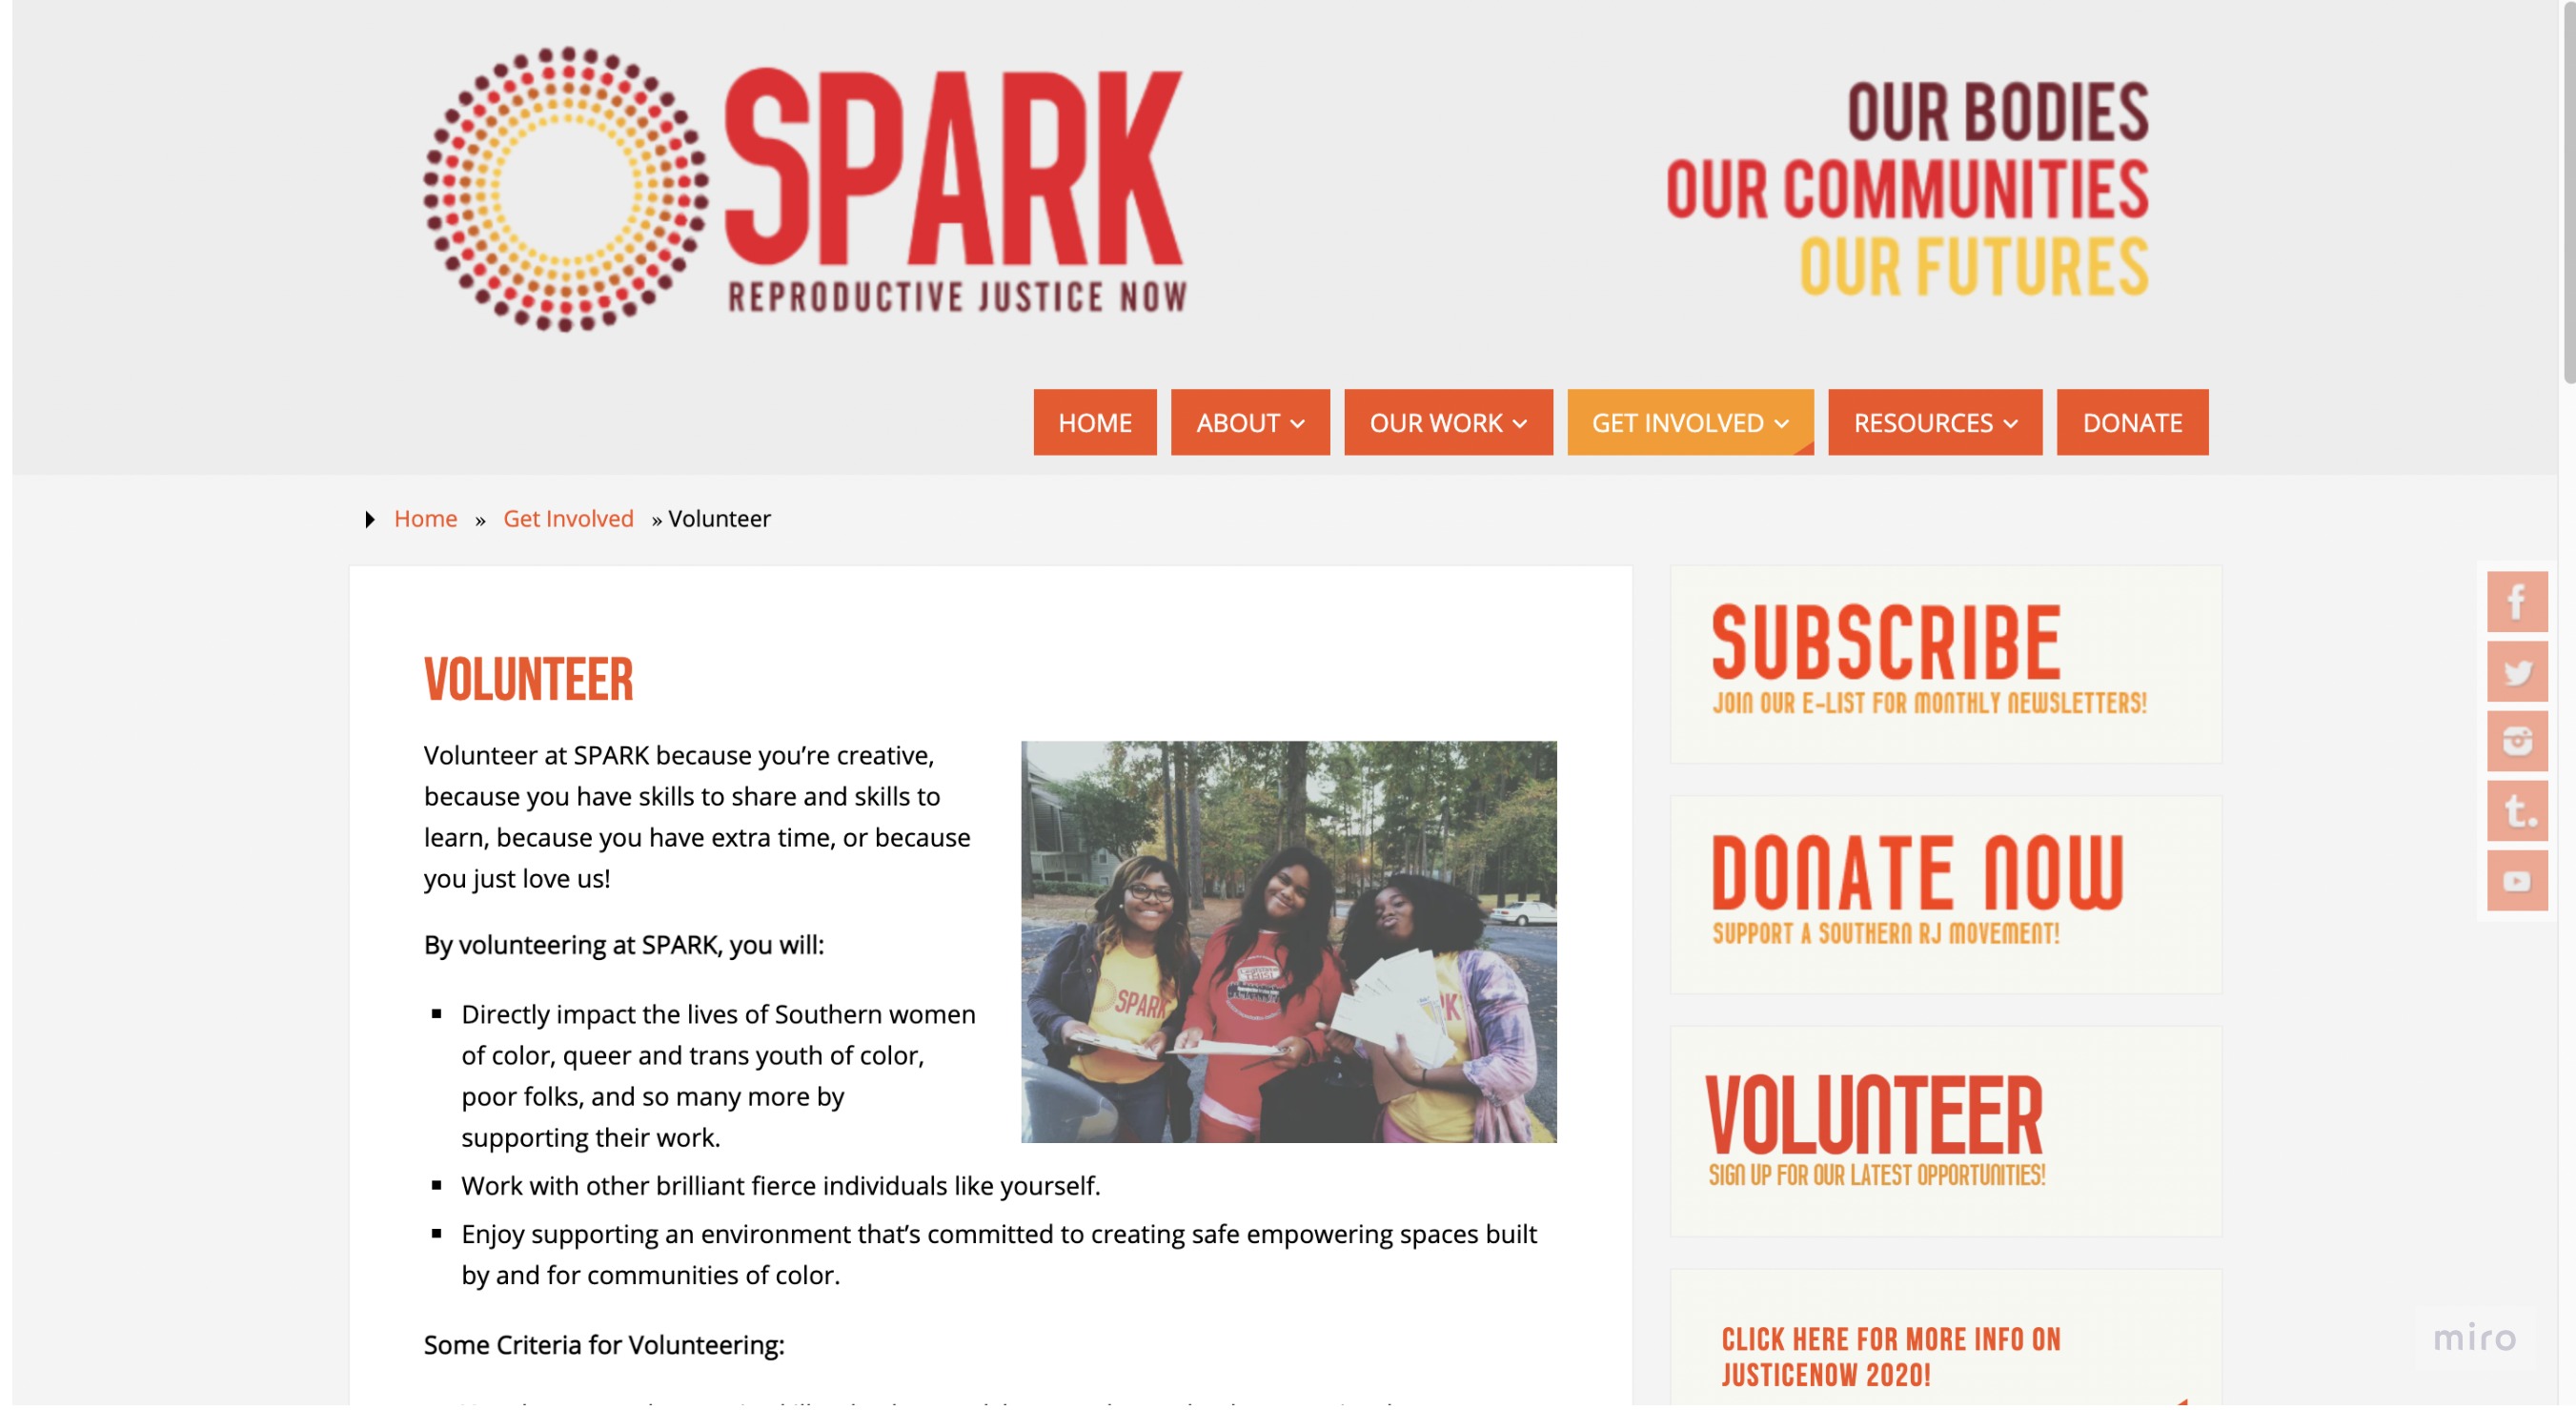 SPARK
REPRODUCTIVE JUSTICE NOW
OUR BODIES
OUR COMMUNITIES
OUR FUTURES
HOME
ABOUT
OUR WORK
GET INVOLVED
RESOURCES
DONATE
Home » Get Involved » Volunteer
VOLUNTEER
Volunteer at SPARK because you’re creative,
because you have skills to share and skills to
learn, because you have extra time, or because
you just love us!
By volunteering at SPARK, you will:
Directly impact the lives of Southern women
of color, queer and trans youth of color,
poor folks, and so many more by
supporting their work.
Work with other brilliant fierce individuals like yourself.
Enjoy supporting an environment that’s committed to creating safe empowering spaces built
by and for communities of color.
Some Criteria for Volunteering:
SPARK
TRUST
RK
SUBSCRIBE
JOIN OUR E-LIST FOR MONTHLY NEWSLETTERS!
DONATE NOW
SUPPORT A SOUTHERN RJ MOVEMENT!
VOLUNTEER
SIGN UP FOR OUR LATEST OPPORTUNITIES!
CLICK HERE FOR MORE INFO ON
JUSTICENOW 2020!
miro